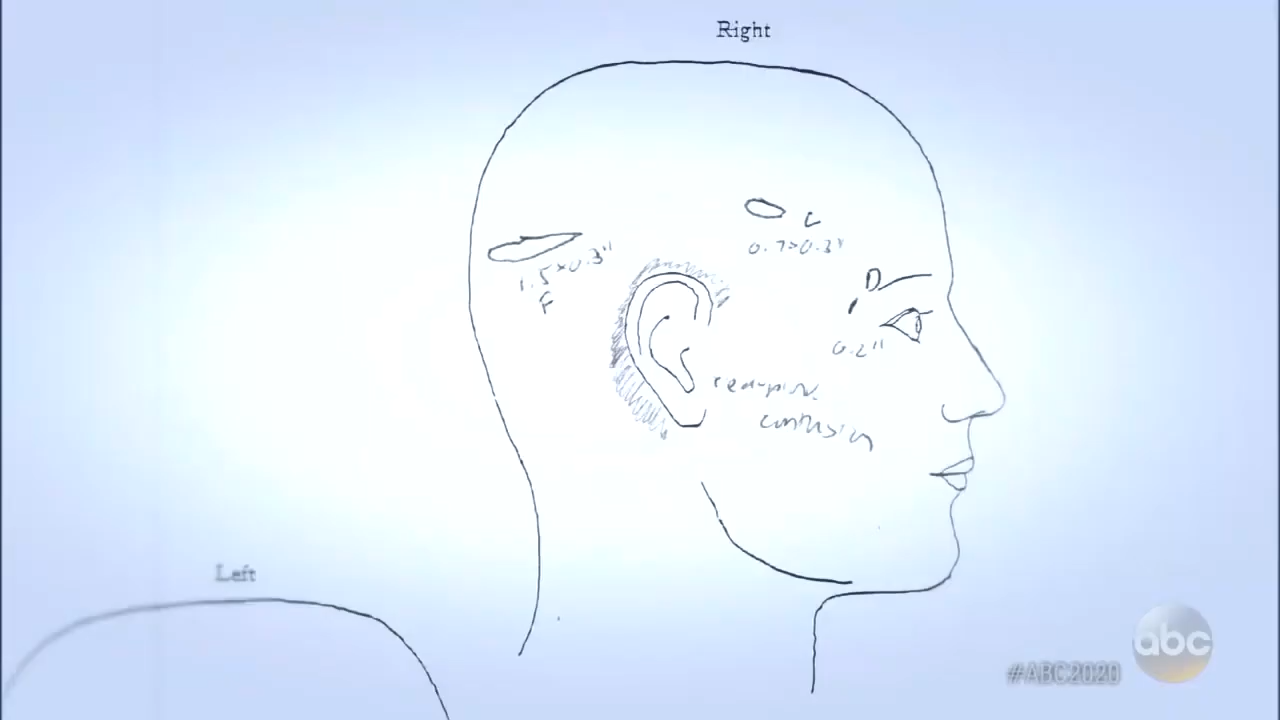 Right
C
0.7×0.3"
1.5×0.3"
F
D
0.2"
contusion
Left
abc
#ABC2020